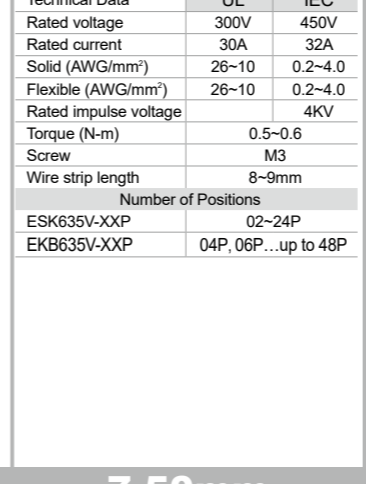 Technical Data UL IEC
Rated voltage 300V 450V
Rated current 30A 32A
Solid (AWG/mm²) 26~10 0.2~4.0
Flexible (AWG/mm²) 26~10 0.2~4.0
Rated impulse voltage 4KV
Torque (N-m) 0.5~0.6
Screw M3
Wire strip length 8~9mm
Number of Positions
ESK635V-XXP 02~24P
EKB635V-XXP 04P, 06P…up to 48P